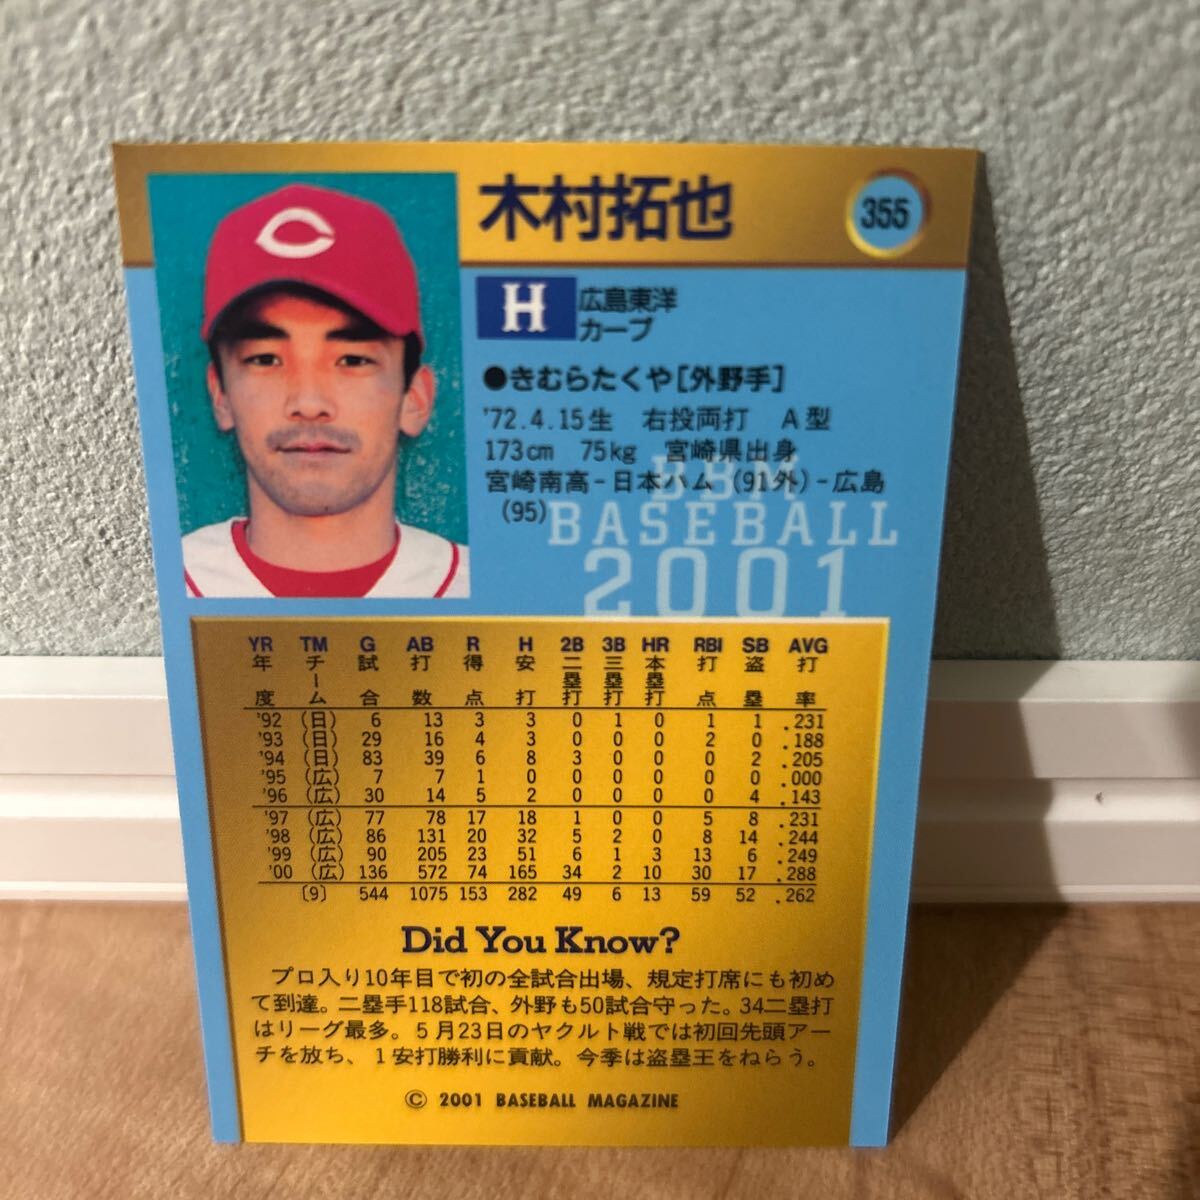 木村拓也
355
H
広島東洋
カープ
●きむらたくや[外野手]
'72.4.15生 右投両打 A型
173cm 75kg 宮崎県出身
宮崎南高-日本ハム(91外)-広島
(95)
BBM
BASEBALL
2001
YR TM G AB R H 2B 3B HR RBI SB AVG
年度 チーム 試合 打数 得点 安打 二塁打 三塁打 本塁打 打点 盗塁 打率
'92 (日) 6 13 3 3 0 1 0 1 1 .231
'93 (日) 29 16 4 3 0 0 0 2 0 .188
'94 (日) 83 39 6 8 3 0 0 0 2 .205
'95 (広) 7 7 1 0 0 0 0 0 0 .000
'96 (広) 30 14 5 2 0 0 0 0 4 .143
'97 (広) 77 78 17 18 1 0 0 5 8 .231
'98 (広) 86 131 20 32 5 2 0 8 14 .244
'99 (広) 90 205 23 51 6 1 3 13 6 .249
'00 (広) 136 572 74 165 34 2 10 30 17 .288
[9] 544 1075 153 282 49 6 13 59 52 .262
Did You Know?
プロ入り10年目で初の全試合出場、規定打席にも初め
て到達。二塁手118試合、外野も50試合守った。34二塁打
はリーグ最多。5月23日のヤクルト戦では初回先頭アー
チを放ち、1安打勝利に貢献。今季は盗塁王をねらう。
© 2001 BASEBALL MAGAZINE